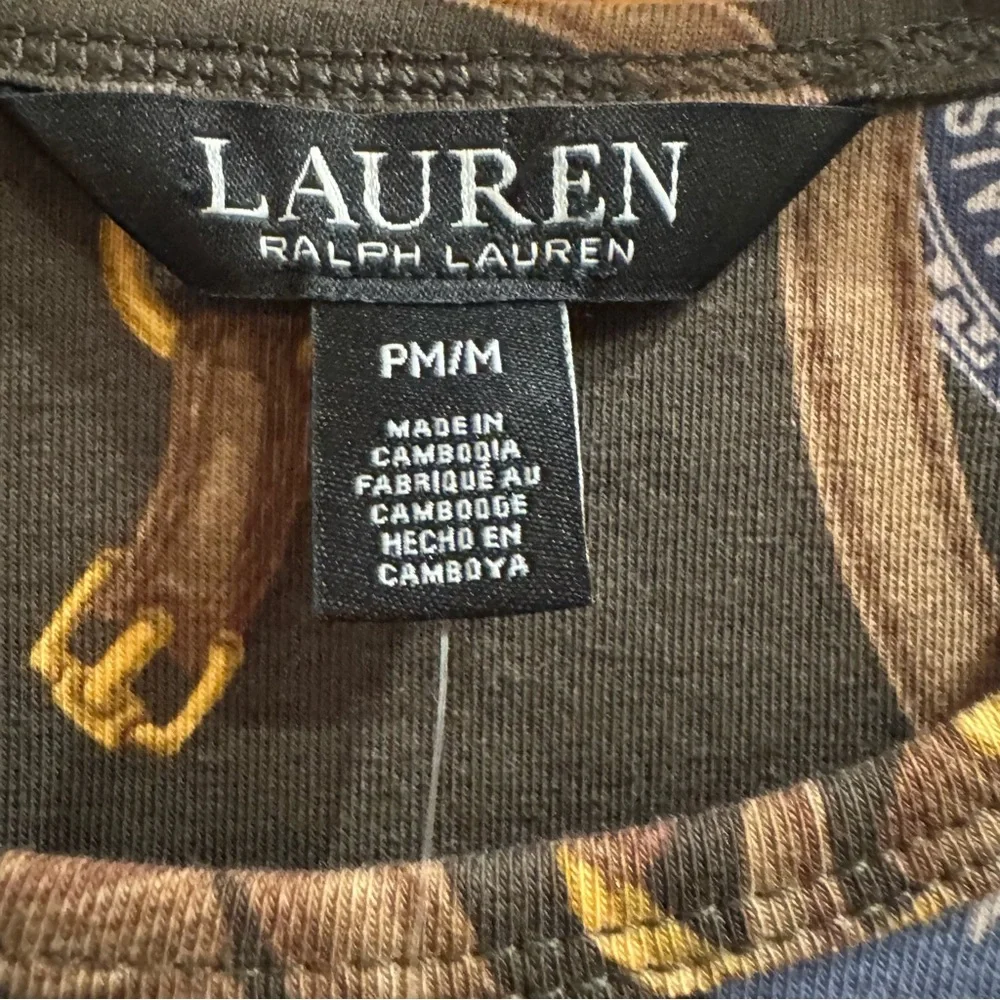 LAUREN
RALPH LAUREN
PM/M
MADE IN
CAMBODIA
FABRIQUÉ AU
CAMBODGE
HECHO EN
CAMBOYA